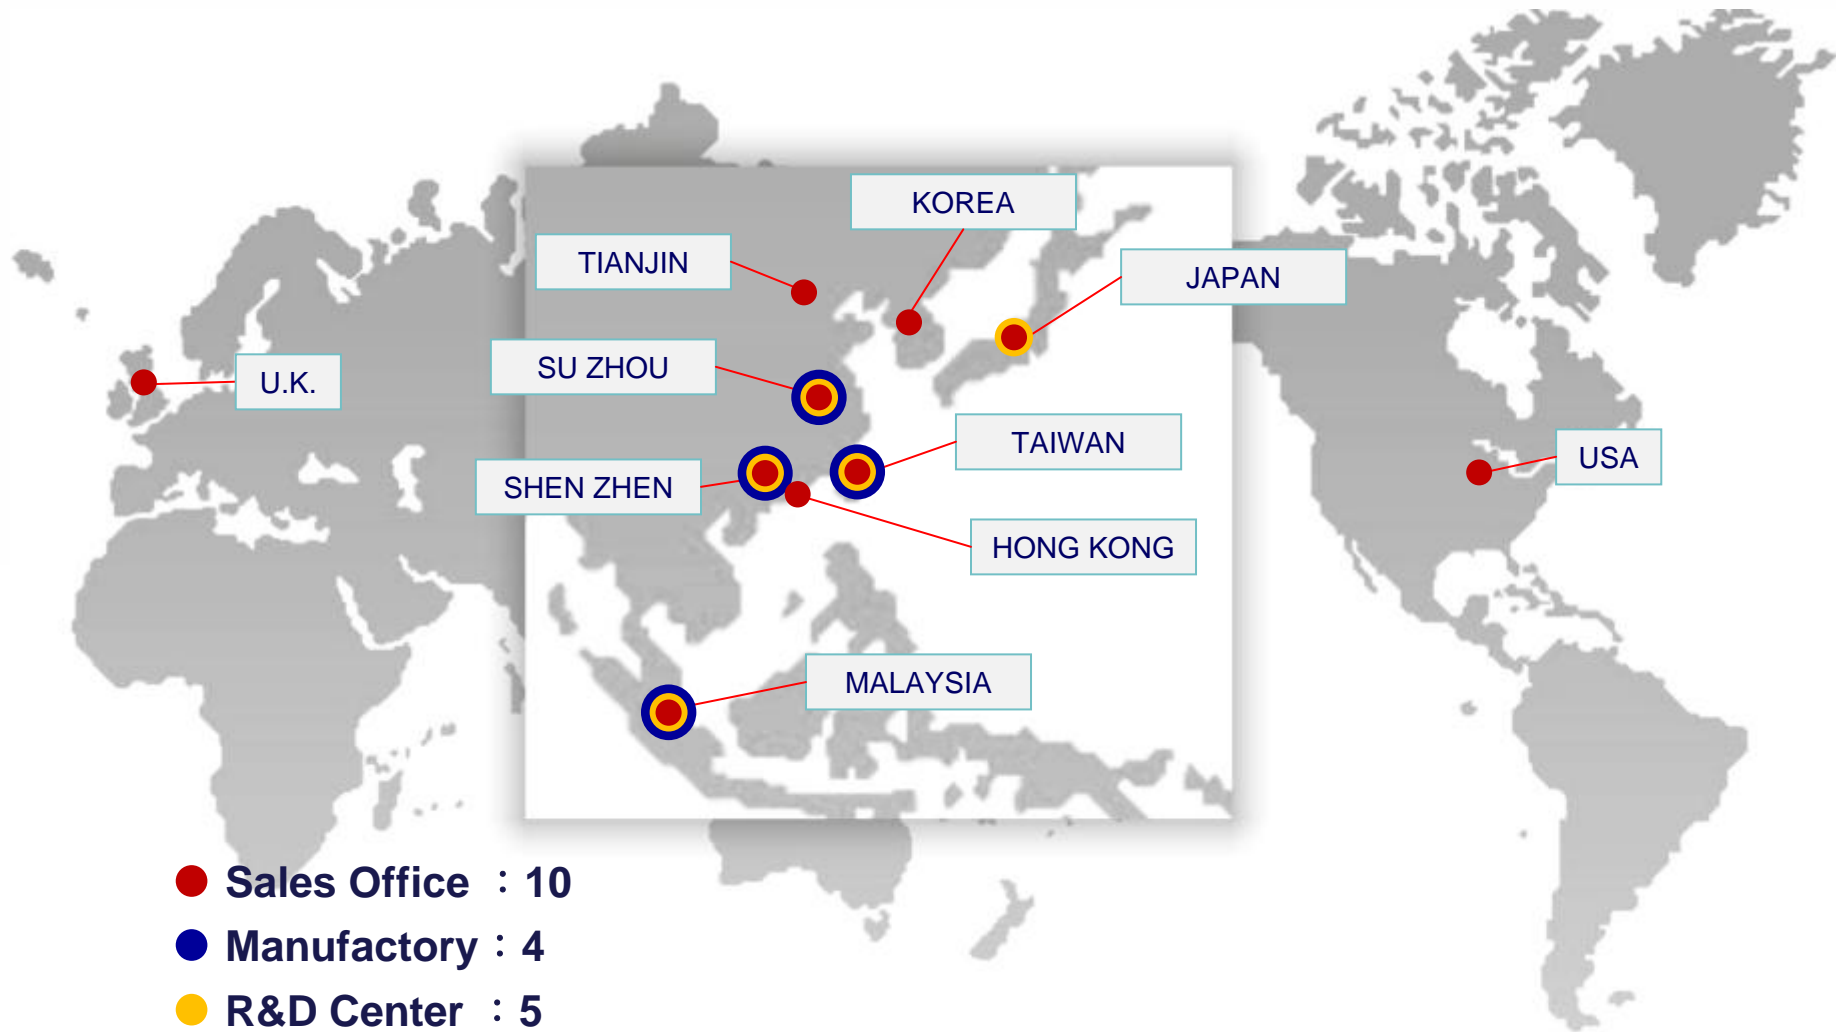 KOREA
TIANJIN
JAPAN
SU ZHOU
U.K.
TAIWAN
USA
SHEN ZHEN
HONG KONG
MALAYSIA
Sales Office ：10
Manufactory：4
R&D Center ：5